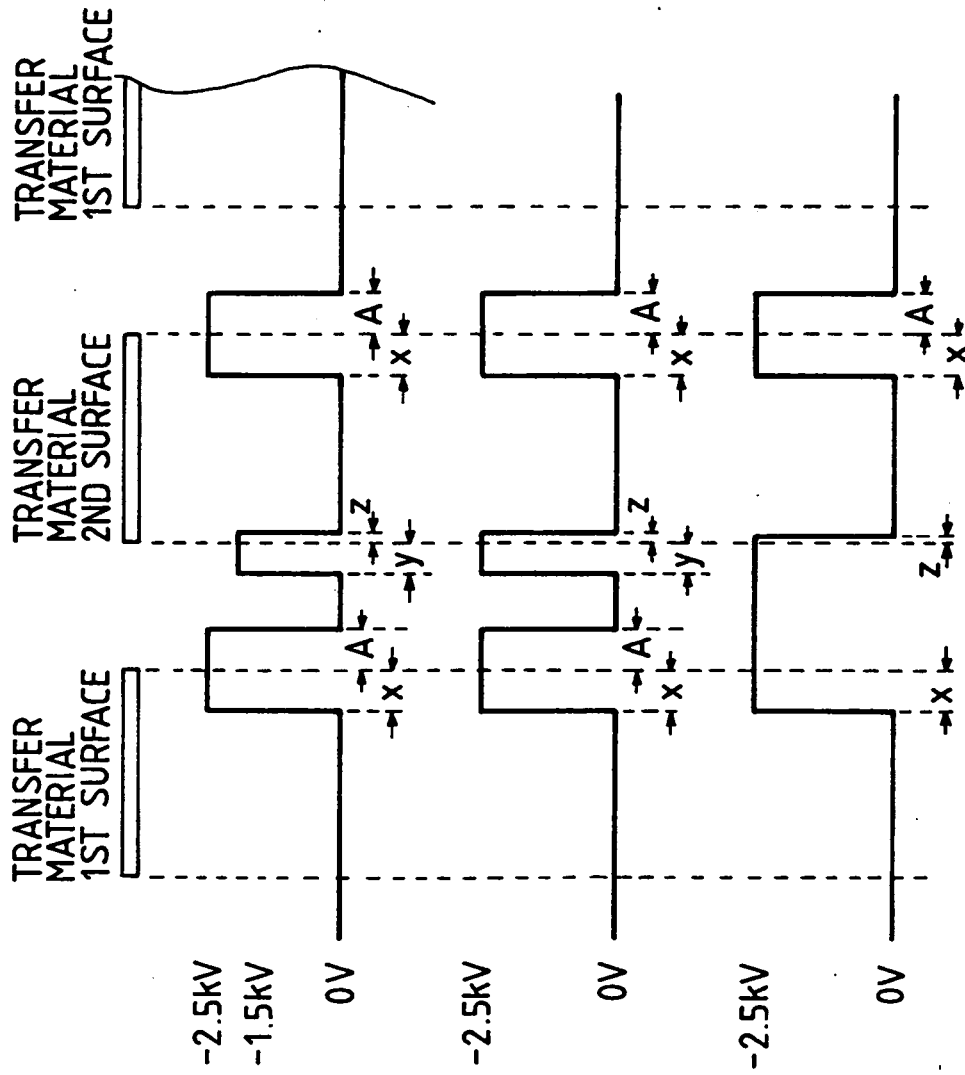 TRANSFER
MATERIAL
1ST SURFACE
TRANSFER
MATERIAL
2ND SURFACE
TRANSFER
MATERIAL
1ST SURFACE
-2.5kV
-1.5kV
0V
x
A
y
z
x
A
-2.5kV
0V
x
A
y
z
x
A
-2.5kV
0V
x
z
x
A